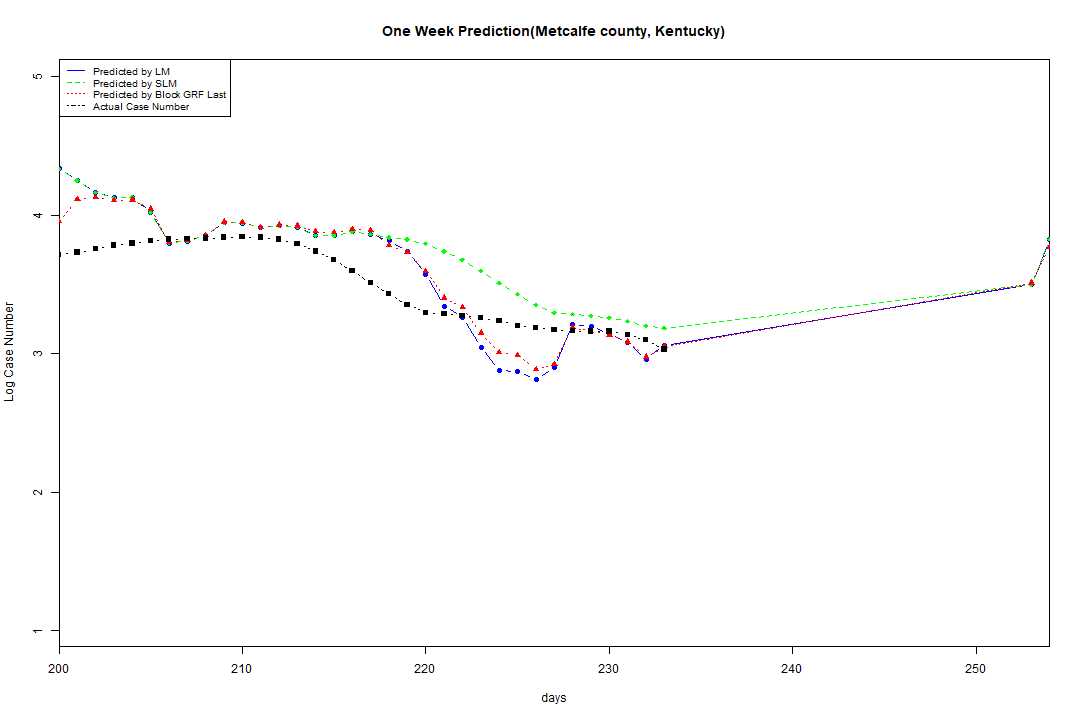 One Week Prediction(Metcalfe county, Kentucky)
Predicted by LM
Predicted by SLM
Predicted by Block GRF Last
Actual Case Number
5
4
3
2
1
Log Case Number
200 210 220 230 240 250
days